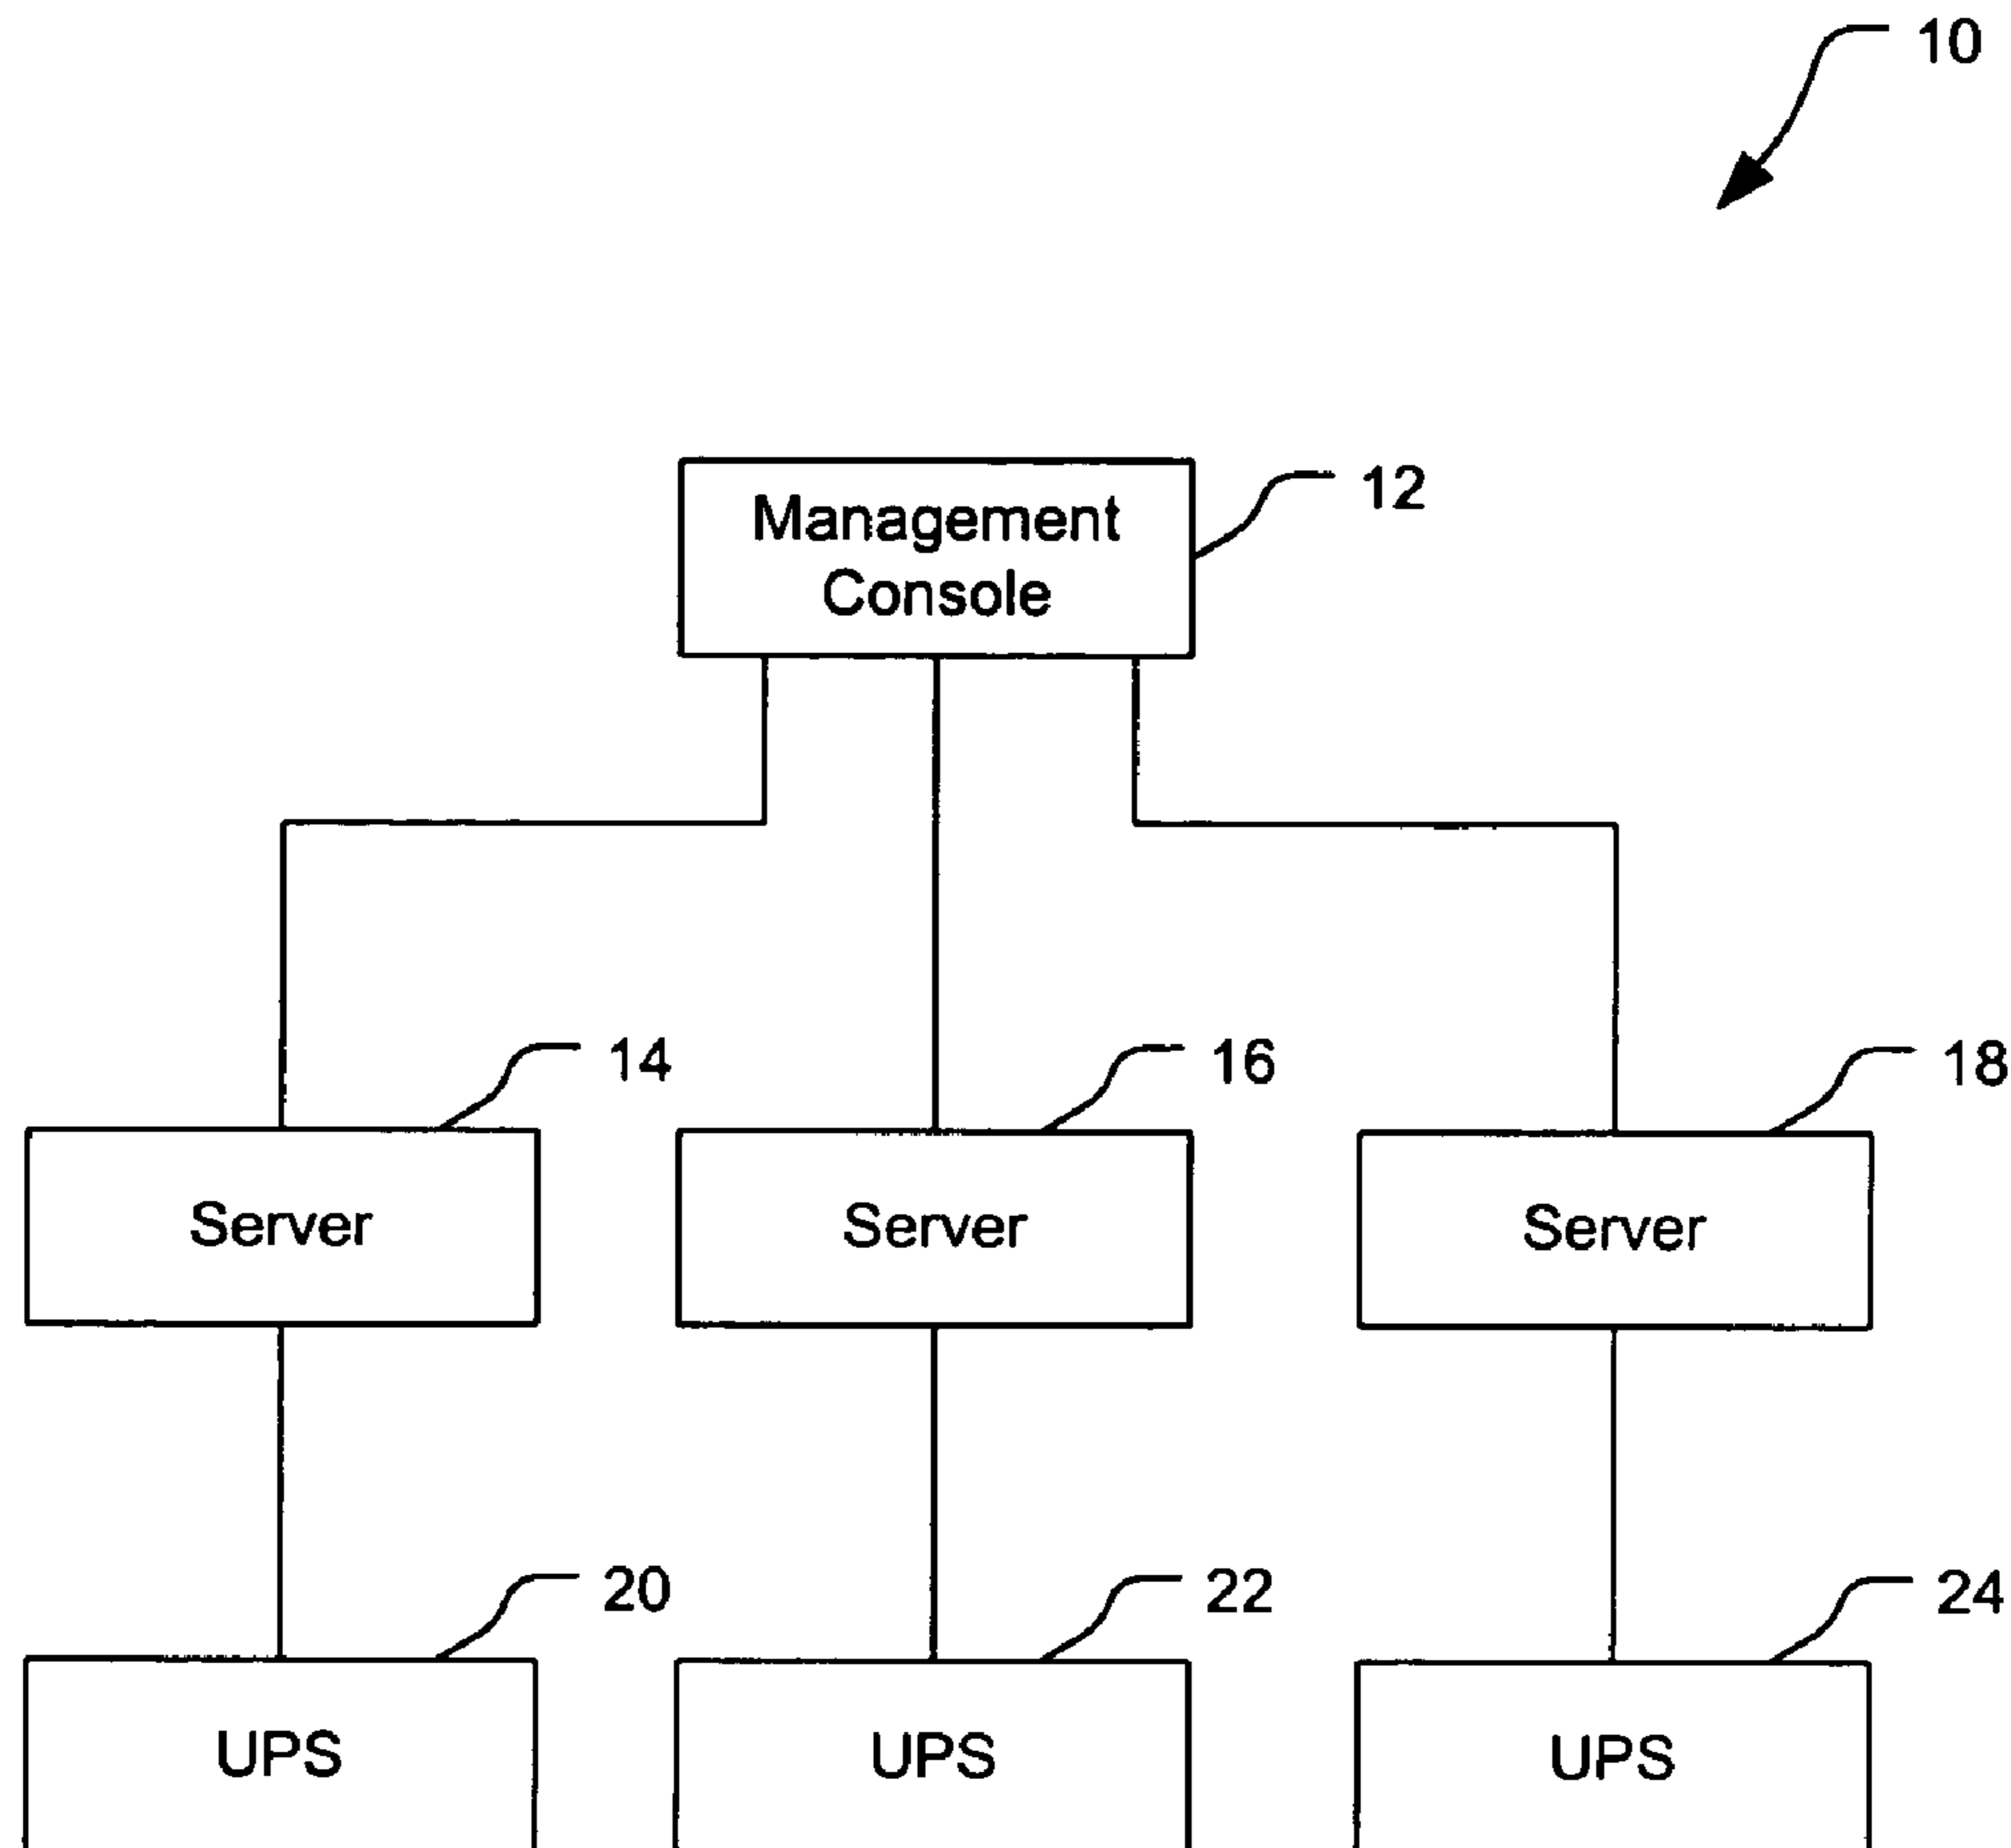 10
Management
Console
12
14
16
18
Server
Server
Server
20
22
24
UPS
UPS
UPS